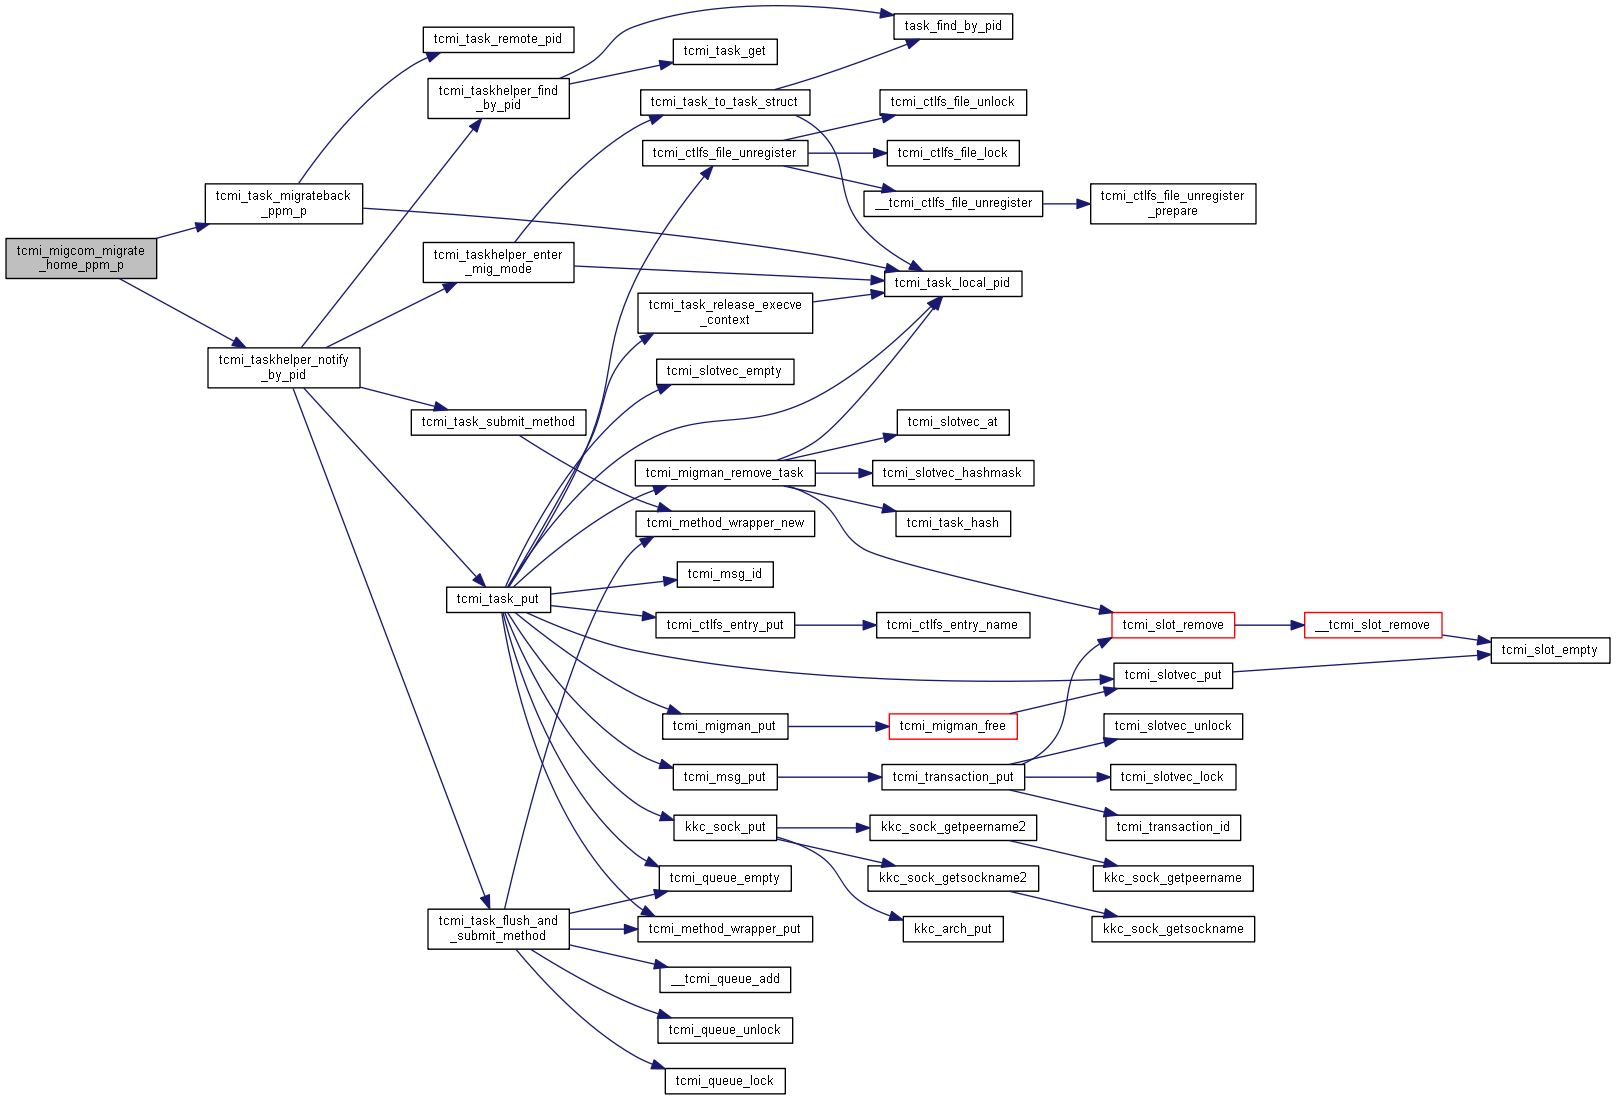 tcmi_migcom_migrate
_home_ppm_p
tcmi_task_migrateback
_ppm_p
tcmi_taskhelper_notify
_by_pid
tcmi_task_remote_pid
tcmi_taskhelper_find
_by_pid
tcmi_taskhelper_enter
_mig_mode
tcmi_task_submit_method
tcmi_task_put
tcmi_task_flush_and
_submit_method
tcmi_task_get
tcmi_task_to_task_struct
tcmi_ctlfs_file_unregister
tcmi_task_release_execve
_context
tcmi_slotvec_empty
tcmi_migman_remove_task
tcmi_method_wrapper_new
tcmi_msg_id
tcmi_ctlfs_entry_put
tcmi_migman_put
tcmi_msg_put
kkc_sock_put
tcmi_queue_empty
tcmi_method_wrapper_put
__tcmi_queue_add
tcmi_queue_unlock
tcmi_queue_lock
task_find_by_pid
tcmi_ctlfs_file_unlock
tcmi_ctlfs_file_lock
__tcmi_ctlfs_file_unregister
tcmi_task_local_pid
tcmi_slotvec_at
tcmi_slotvec_hashmask
tcmi_task_hash
tcmi_ctlfs_entry_name
tcmi_migman_free
tcmi_transaction_put
kkc_sock_getpeername2
kkc_sock_getsockname2
kkc_arch_put
tcmi_ctlfs_file_unregister
_prepare
tcmi_slot_remove
tcmi_slotvec_put
tcmi_slotvec_unlock
tcmi_slotvec_lock
tcmi_transaction_id
kkc_sock_getpeername
kkc_sock_getsockname
__tcmi_slot_remove
tcmi_slot_empty